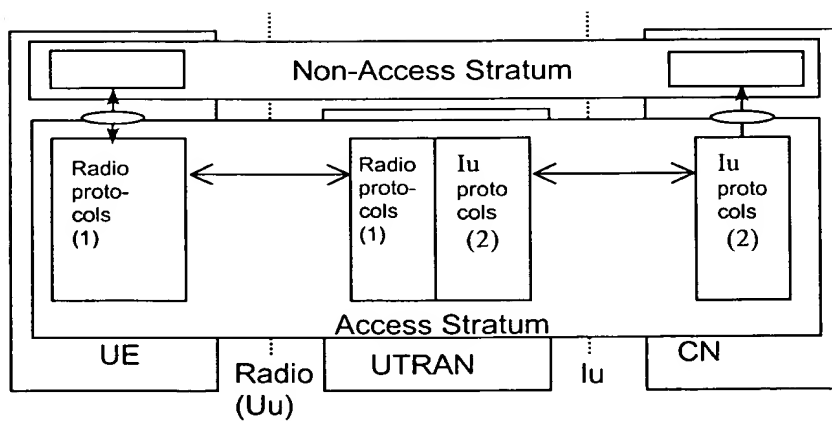 Non-Access Stratum
Radio
proto-
cols
(1)
Radio
proto-
cols
(1)
Iu
proto
cols
(2)
Iu
proto
cols
(2)
Access Stratum
UE
Radio
(Uu)
UTRAN
Iu
CN